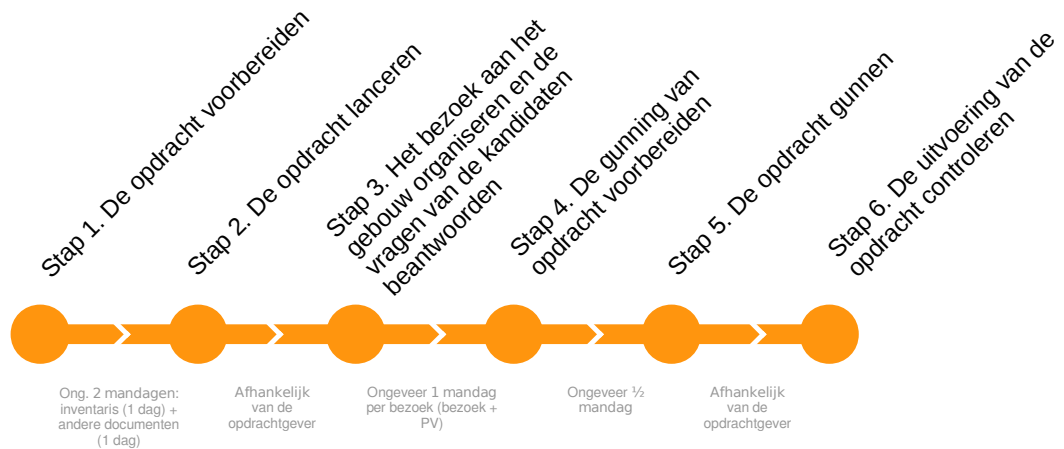 Stap 1. De opdracht voorbereiden
Stap 2. De opdracht lanceren
Stap 3. Het bezoek aan het
gebouw organiseren en de
vragen van de kandidaten
beantwoorden
Stap 4. De gunning van
opdracht voorbereiden
Stap 5. De opdracht gunnen
Stap 6. De uitvoering van de
opdracht controleren
Ong. 2 mandagen:
inventaris (1 dag) +
andere documenten
(1 dag)
Afhankelijk
van de
opdrachtgever
Ongeveer 1 mandag
per bezoek (bezoek +
PV)
Ongeveer ½
mandag
Afhankelijk
van de
opdrachtgever